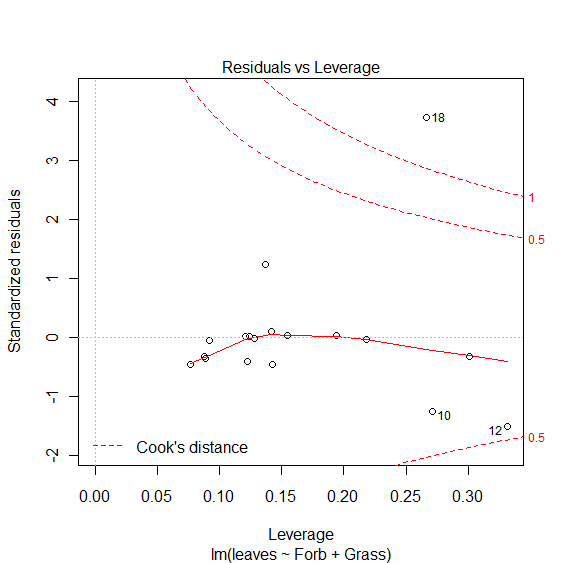 Residuals vs Leverage
4
3
2
1
0
-1
-2
Standardized residuals
18
1
0.5
10
12
0.5
Cook's distance
0.00 0.05 0.10 0.15 0.20 0.25 0.30
Leverage
lm(leaves ~ Forb + Grass)